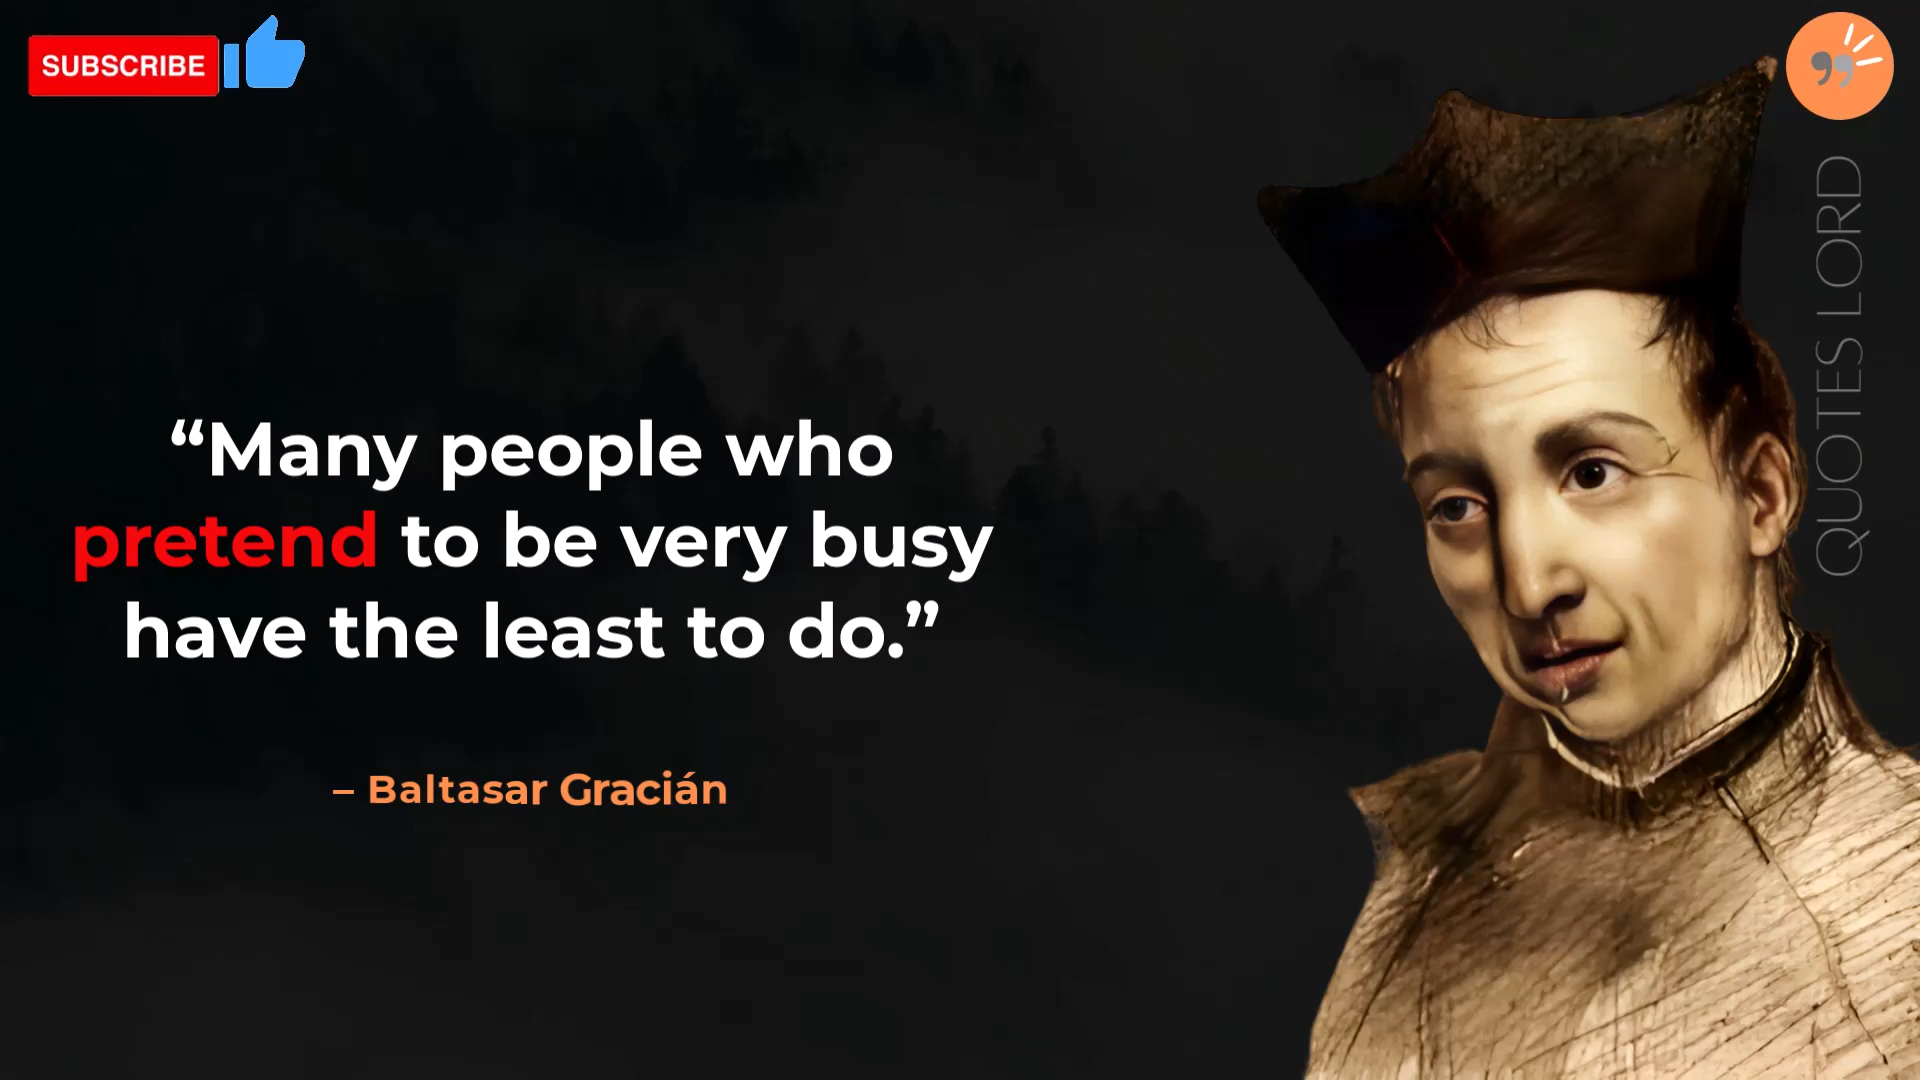 SUBSCRIBE
“Many people who
pretend to be very busy
have the least to do.”
– Baltasar Gracián
QUOTES LORD